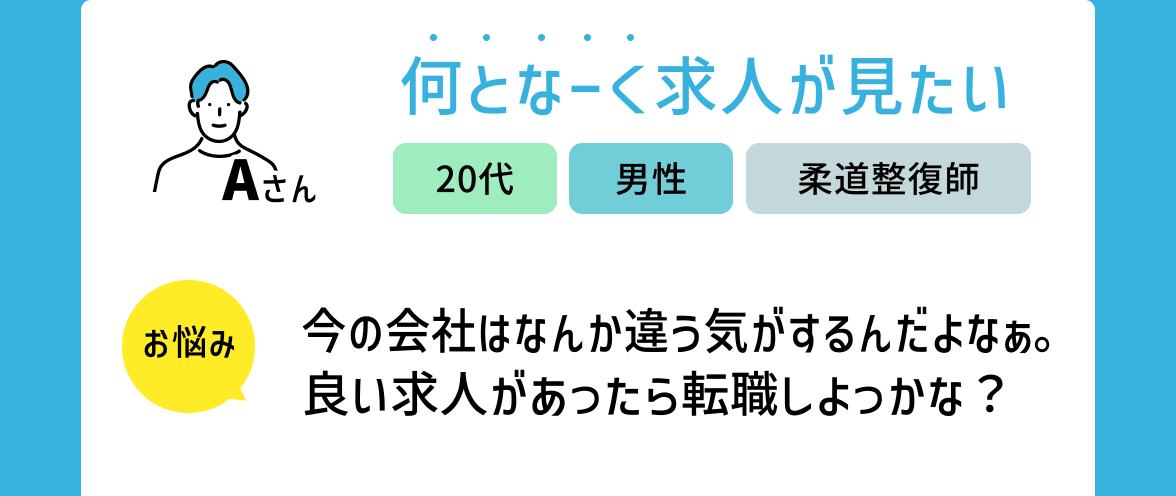 何となーく求人が見たい
Aさん
20代
男性
柔道整復師
お悩み
今の会社はなんか違う気がするんだよなぁ。
良い求人があったら転職しよっかな？